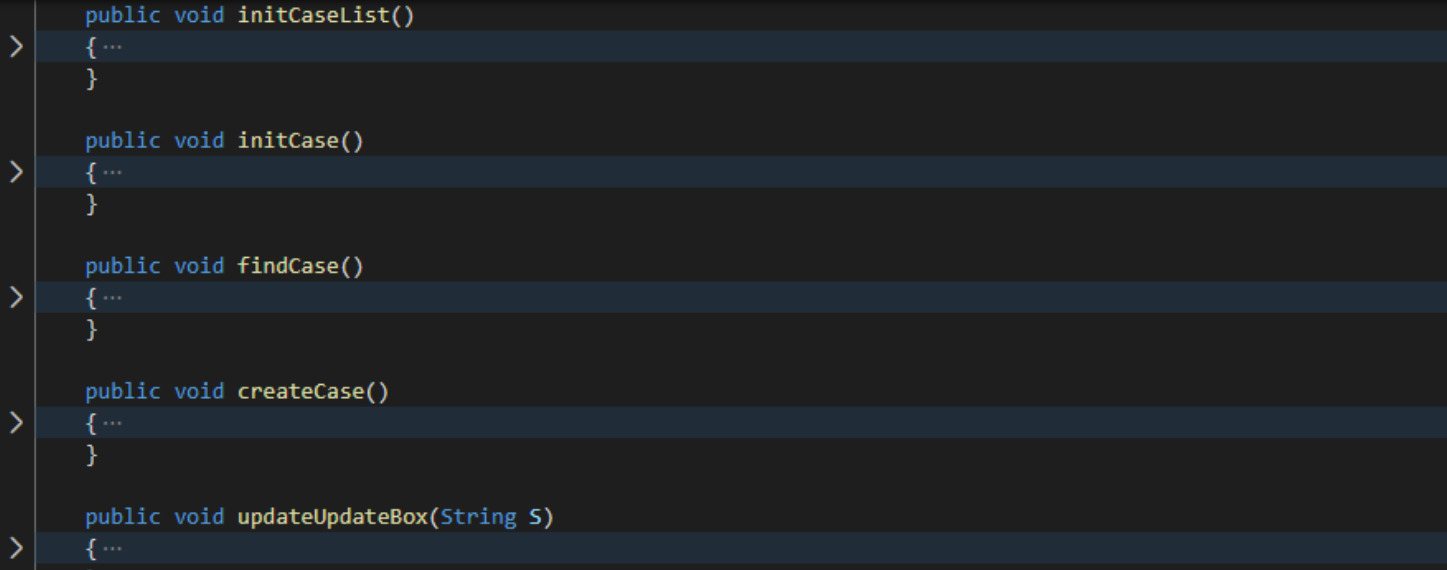 public void initCaseList()
{ ...
}
public void initCase()
{ ...
}
public void findCase()
{ ...
}
public void createCase()
{ ...
}
public void updateUpdateBox(String S)
{ ...